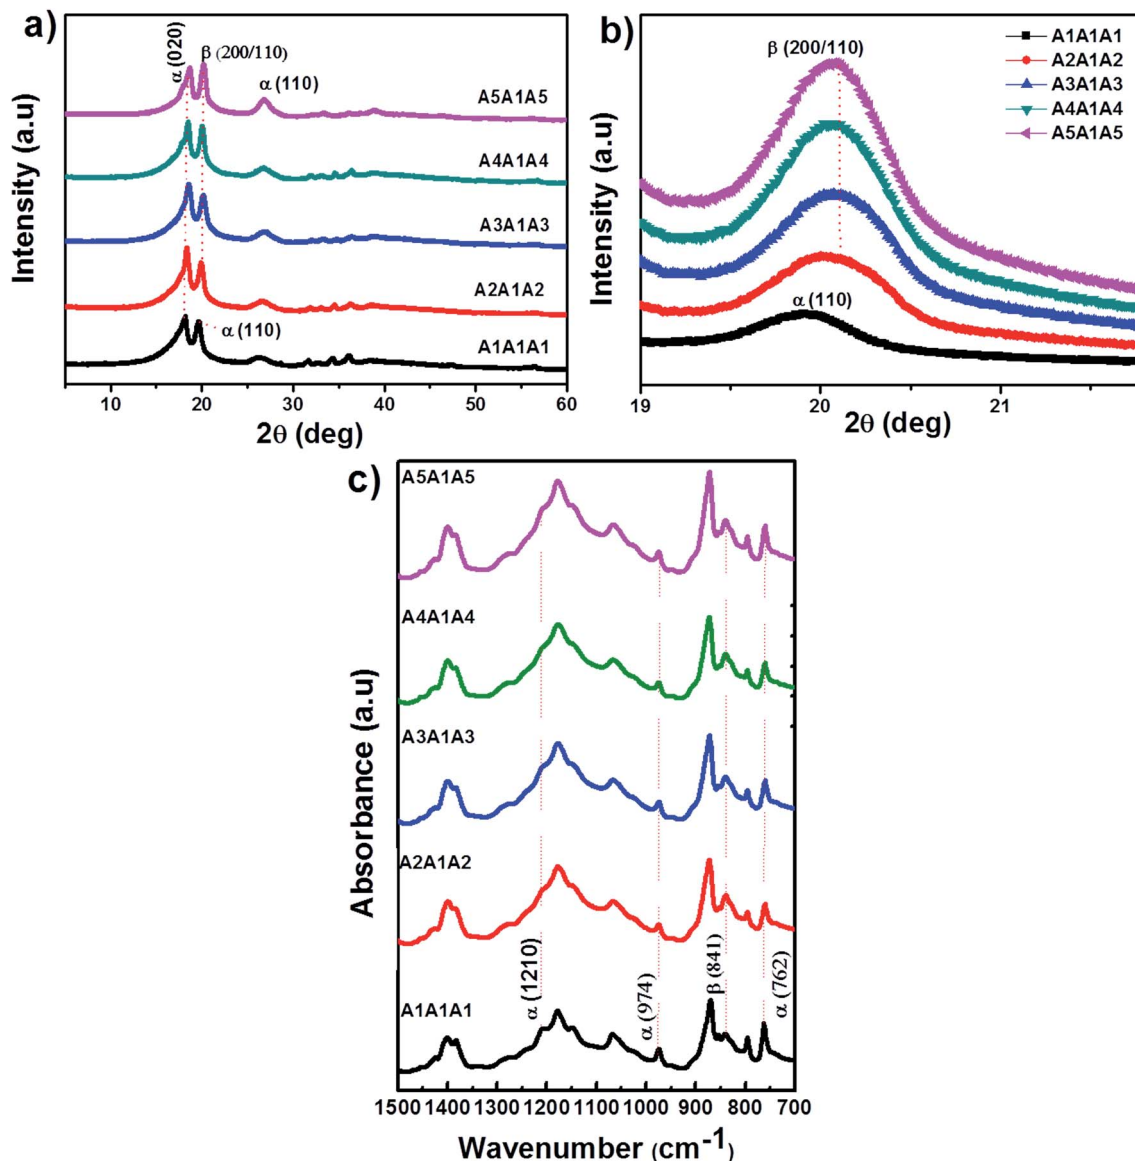 a)
α (020)
β (200/110)
α (110)
A5A1A5
A4A1A4
A3A1A3
A2A1A2
α (110)
A1A1A1
Intensity (a.u)
10 20 30 40 50 60
2θ (deg)
b)
β (200/110)
A1A1A1
A2A1A2
A3A1A3
A4A1A4
A5A1A5
α (110)
Intensity (a.u)
19 20 21
2θ (deg)
c)
A5A1A5
A4A1A4
A3A1A3
A2A1A2
A1A1A1
α (1210)
α (974)
β (841)
α (762)
Absorbance (a.u)
1500 1400 1300 1200 1100 1000 900 800 700
Wavenumber (cm⁻¹)